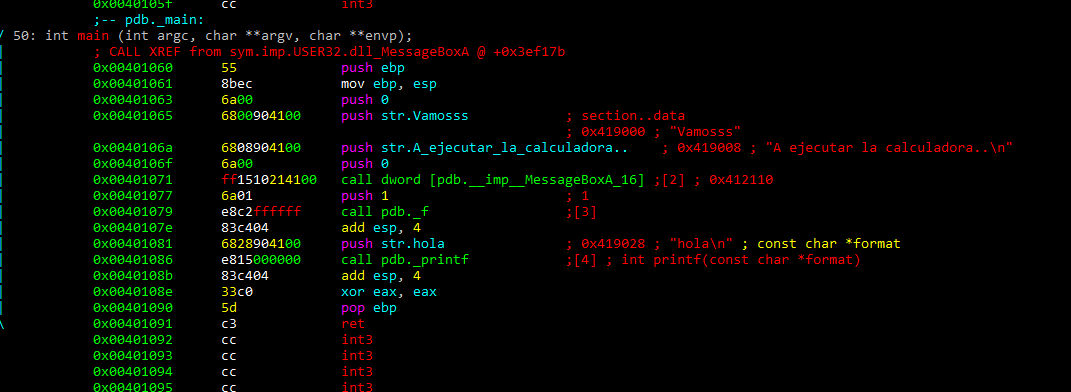 0x0040105f cc int3
;-- pdb._main:
/ 50: int main (int argc, char **argv, char **envp);
| ; CALL XREF from sym.imp.USER32.dll_MessageBoxA @ +0x3ef17b
| 0x00401060 55 push ebp
| 0x00401061 8bec mov ebp, esp
| 0x00401063 6a00 push 0
| 0x00401065 6800904100 push str.Vamosss ; section..data
| ; 0x419000 ; "Vamosss"
| 0x0040106a 6808904100 push str.A_ejecutar_la_calculadora.. ; 0x419008 ; "A ejecutar la calculadora..\n"
| 0x0040106f 6a00 push 0
| 0x00401071 ff1510214100 call dword [pdb.__imp__MessageBoxA_16] ;[2] ; 0x412110
| 0x00401077 6a01 push 1 ; 1
| 0x00401079 e8c2ffffff call pdb._f ;[3]
| 0x0040107e 83c404 add esp, 4
| 0x00401081 6828904100 push str.hola ; 0x419028 ; "hola\n" ; const char *format
| 0x00401086 e815000000 call pdb._printf ;[4] ; int printf(const char *format)
| 0x0040108b 83c404 add esp, 4
| 0x0040108e 33c0 xor eax, eax
| 0x00401090 5d pop ebp
\ 0x00401091 c3 ret
0x00401092 cc int3
0x00401093 cc int3
0x00401094 cc int3
0x00401095 cc int3